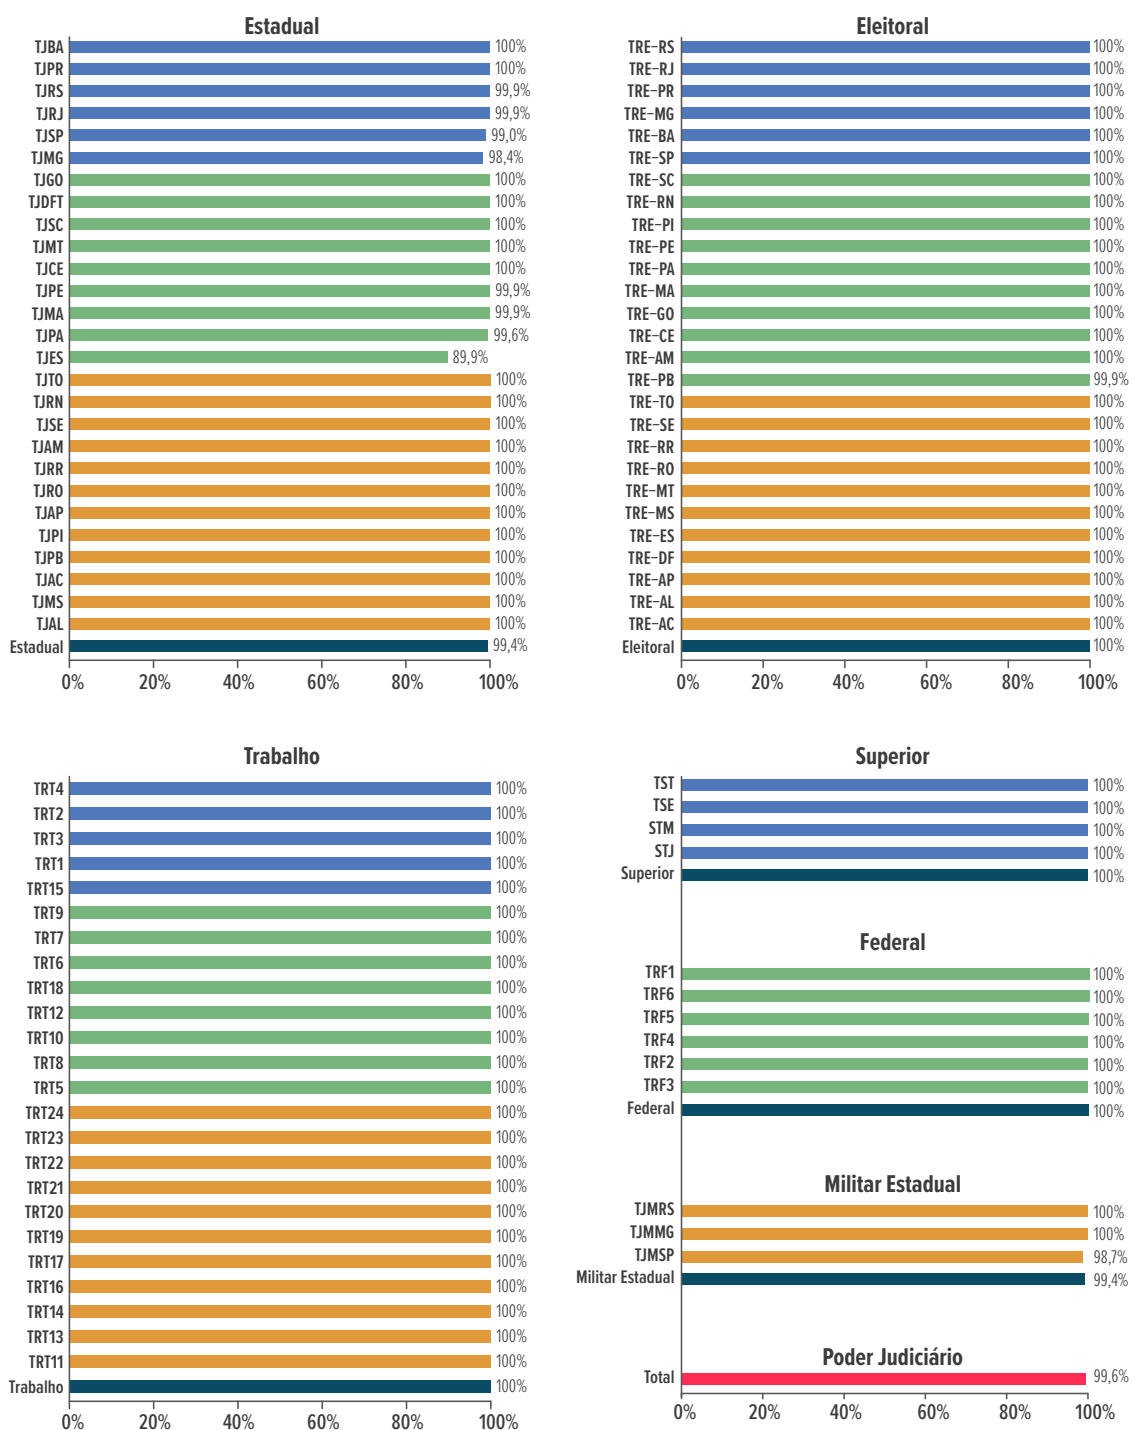 Estadual
TJBA 100%
TJPR 100%
TJRS 99,9%
TJRJ 99,9%
TJSP 99,0%
TJMG 98,4%
TJGO 100%
TJDFT 100%
TJSC 100%
TJMT 100%
TJCE 100%
TJPE 99,9%
TJMA 99,9%
TJPA 99,6%
TJES 89,9%
TJTO 100%
TJRN 100%
TJSE 100%
TJAM 100%
TJRR 100%
TJRO 100%
TJAP 100%
TJPI 100%
TJPB 100%
TJAC 100%
TJMS 100%
TJAL 100%
Estadual 99,4%
0% 20% 40% 60% 80% 100%
Eleitoral
TRE-RS 100%
TRE-RJ 100%
TRE-PR 100%
TRE-MG 100%
TRE-BA 100%
TRE-SP 100%
TRE-SC 100%
TRE-RN 100%
TRE-PI 100%
TRE-PE 100%
TRE-PA 100%
TRE-MA 100%
TRE-GO 100%
TRE-CE 100%
TRE-AM 100%
TRE-PB 99,9%
TRE-TO 100%
TRE-SE 100%
TRE-RR 100%
TRE-RO 100%
TRE-MT 100%
TRE-MS 100%
TRE-ES 100%
TRE-DF 100%
TRE-AP 100%
TRE-AL 100%
TRE-AC 100%
Eleitoral 100%
0% 20% 40% 60% 80% 100%
Trabalho
TRT4 100%
TRT2 100%
TRT3 100%
TRT1 100%
TRT15 100%
TRT9 100%
TRT7 100%
TRT6 100%
TRT18 100%
TRT12 100%
TRT10 100%
TRT8 100%
TRT5 100%
TRT24 100%
TRT23 100%
TRT22 100%
TRT21 100%
TRT20 100%
TRT19 100%
TRT17 100%
TRT16 100%
TRT14 100%
TRT13 100%
TRT11 100%
Trabalho 100%
0% 20% 40% 60% 80% 100%
Superior
TST 100%
TSE 100%
STM 100%
STJ 100%
Superior 100%
Federal
TRF1 100%
TRF6 100%
TRF5 100%
TRF4 100%
TRF2 100%
TRF3 100%
Federal 100%
Militar Estadual
TJMRS 100%
TJMMG 100%
TJMSP 98,7%
Militar Estadual 99,4%
Poder Judiciário
Total 99,6%
0% 20% 40% 60% 80% 100%